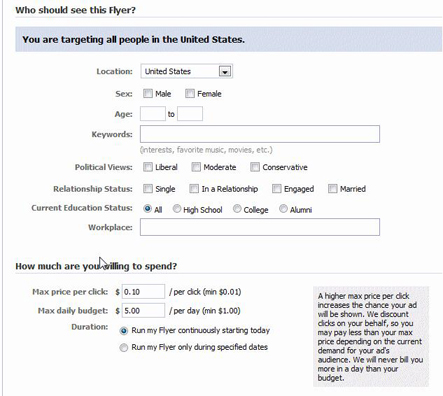 Who should see this Flyer?
You are targeting all people in the United States.
Location: United States
Sex: Male Female
Age: to
Keywords:
(interests, favorite music, movies, etc.)
Political Views: Liberal Moderate Conservative
Relationship Status: Single In a Relationship Engaged Married
Current Education Status: All High School College Alumni
Workplace:
How much are you willing to spend?
Max price per click: $ 0.10 / per click (min $0.01)
Max daily budget: $ 5.00 / per day (min $1.00)
Duration: Run my Flyer continuously starting today
Run my Flyer only during specified dates
A higher max price per click
increases the chance your ad
will be shown. We discount
clicks on your behalf, so you
may pay less than your max
price depending on the current
demand for your ad's
audience. We will never bill you
more in a day than your
budget.